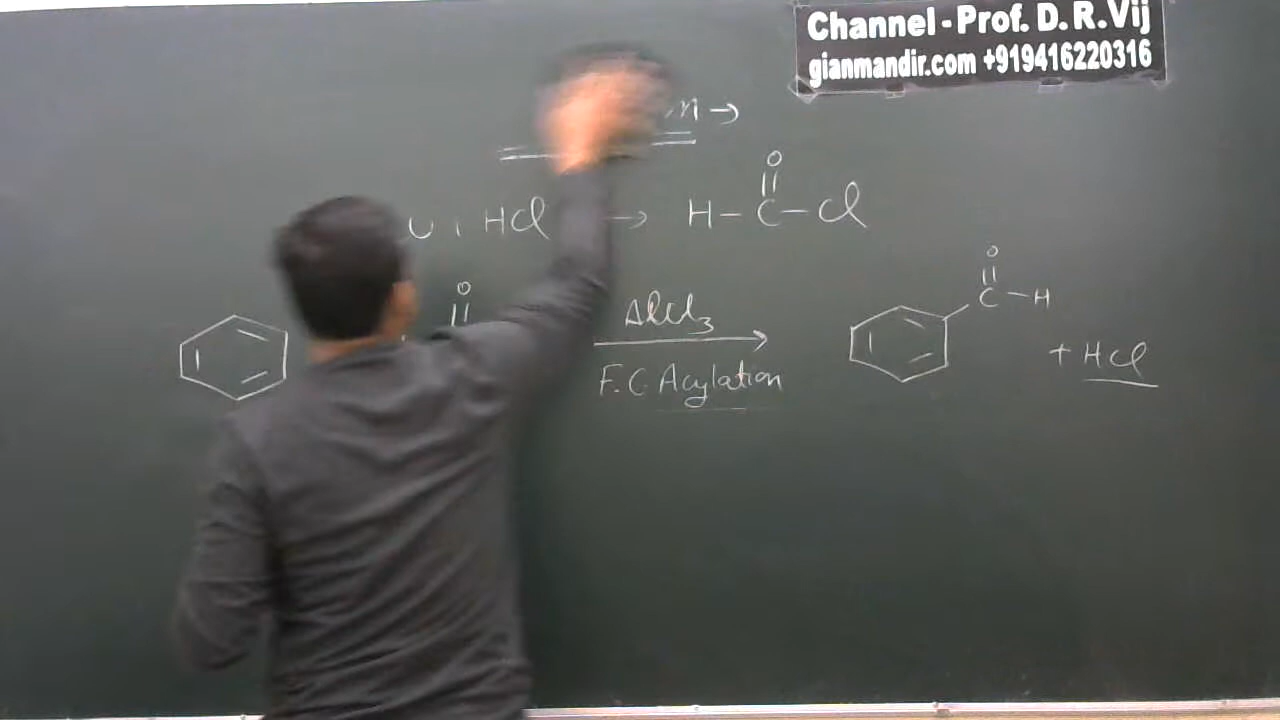 Channel - Prof. D. R. Vij
gianmandir.com +919416220316
→
HCl → H-C-Cl
O
O
AlCl3
F.C. Acylation
O
C-H
+ HCl